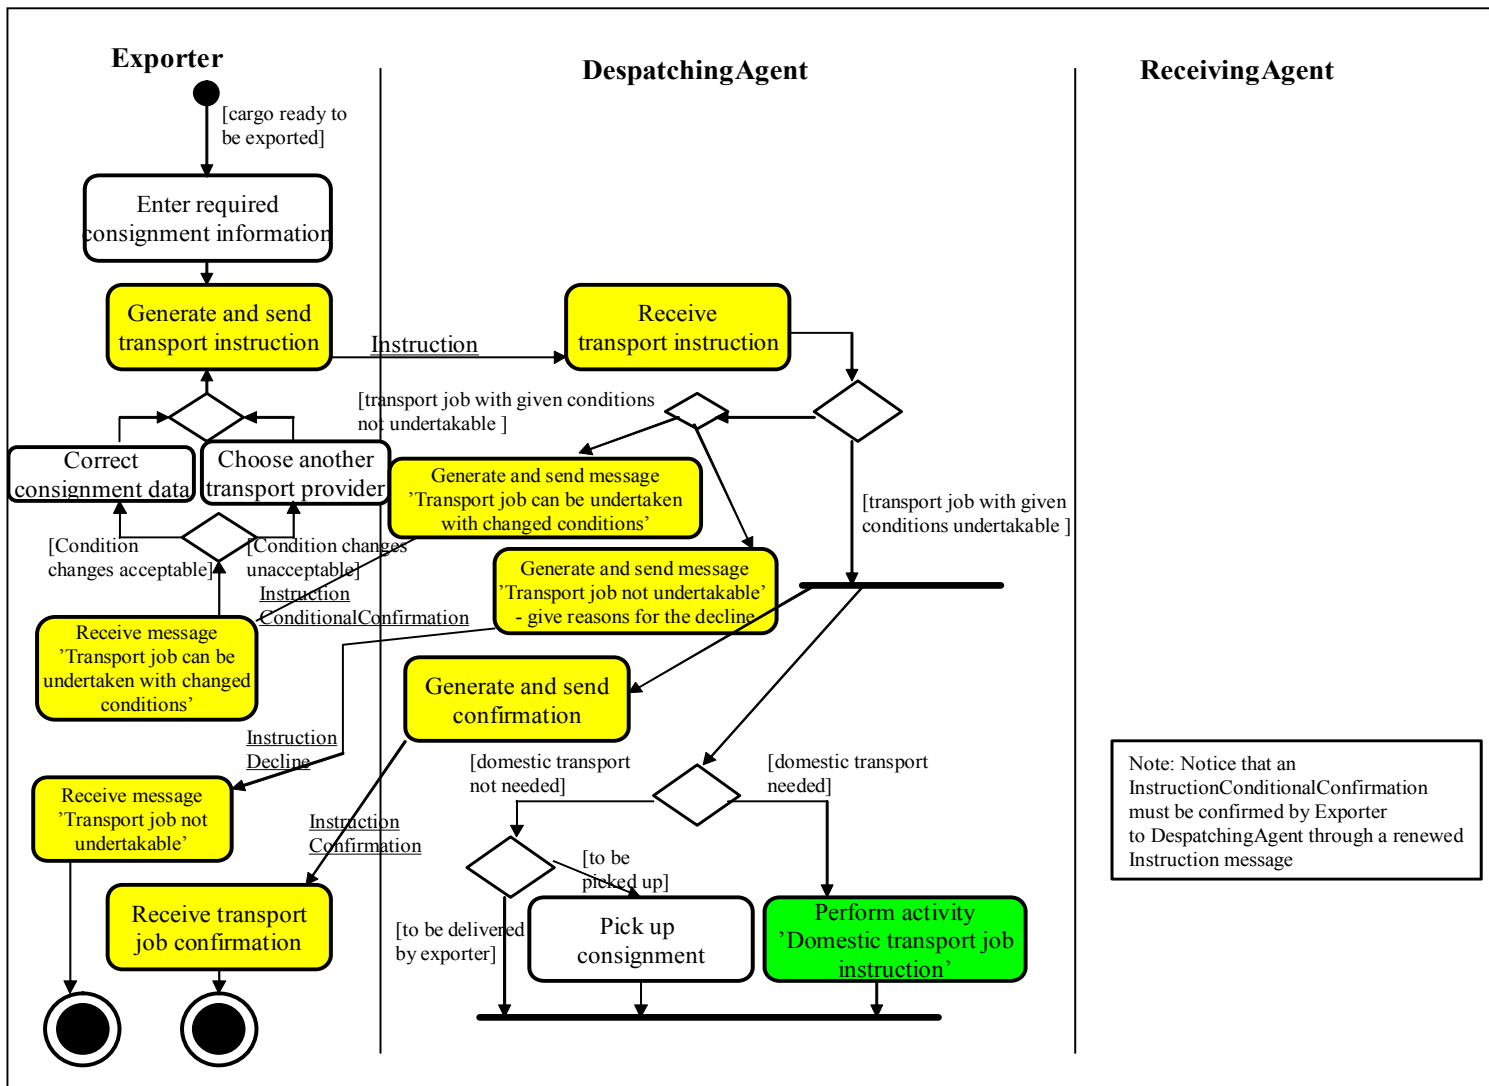 Exporter
DespatchingAgent
ReceivingAgent
[cargo ready to
be exported]
Enter required
consignment information
Generate and send
transport instruction
Instruction
Receive
transport instruction
[transport job with given conditions
not undertakable ]
Correct
consignment data
Choose another
transport provider
Generate and send message
’Transport job can be undertaken
with changed conditions’
[transport job with given
conditions undertakable ]
[Condition
changes acceptable]
[Condition changes
unacceptable]
Instruction
ConditionalConfirmation
Generate and send message
’Transport job not undertakable’
- give reasons for the decline
Receive message
’Transport job can be
undertaken with changed
conditions’
Generate and send
confirmation
Instruction
Decline
[domestic transport
not needed]
[domestic transport
needed]
Note: Notice that an
InstructionConditionalConfirmation
must be confirmed by Exporter
to DespatchingAgent through a renewed
Instruction message
Receive message
’Transport job not
undertakable’
Instruction
Confirmation
[to be
picked up]
Receive transport
job confirmation
[to be delivered
by exporter]
Pick up
consignment
Perform activity
’Domestic transport job
instruction’